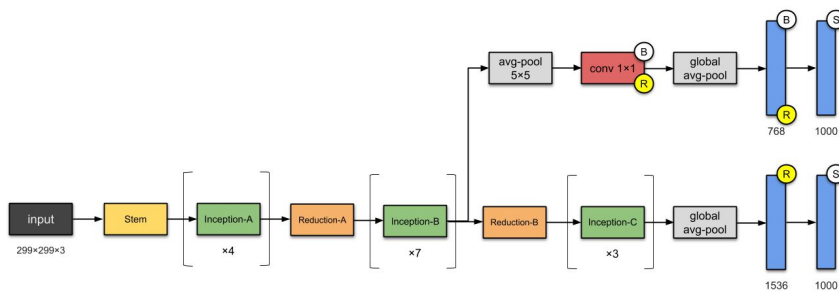 avg-pool
5×5
B
conv 1×1
R
global
avg-pool
B
R
768
S
1000
input
299×299×3
Stem
Inception-A
×4
Reduction-A
Inception-B
×7
Reduction-B
Inception-C
×3
global
avg-pool
R
1536
S
1000